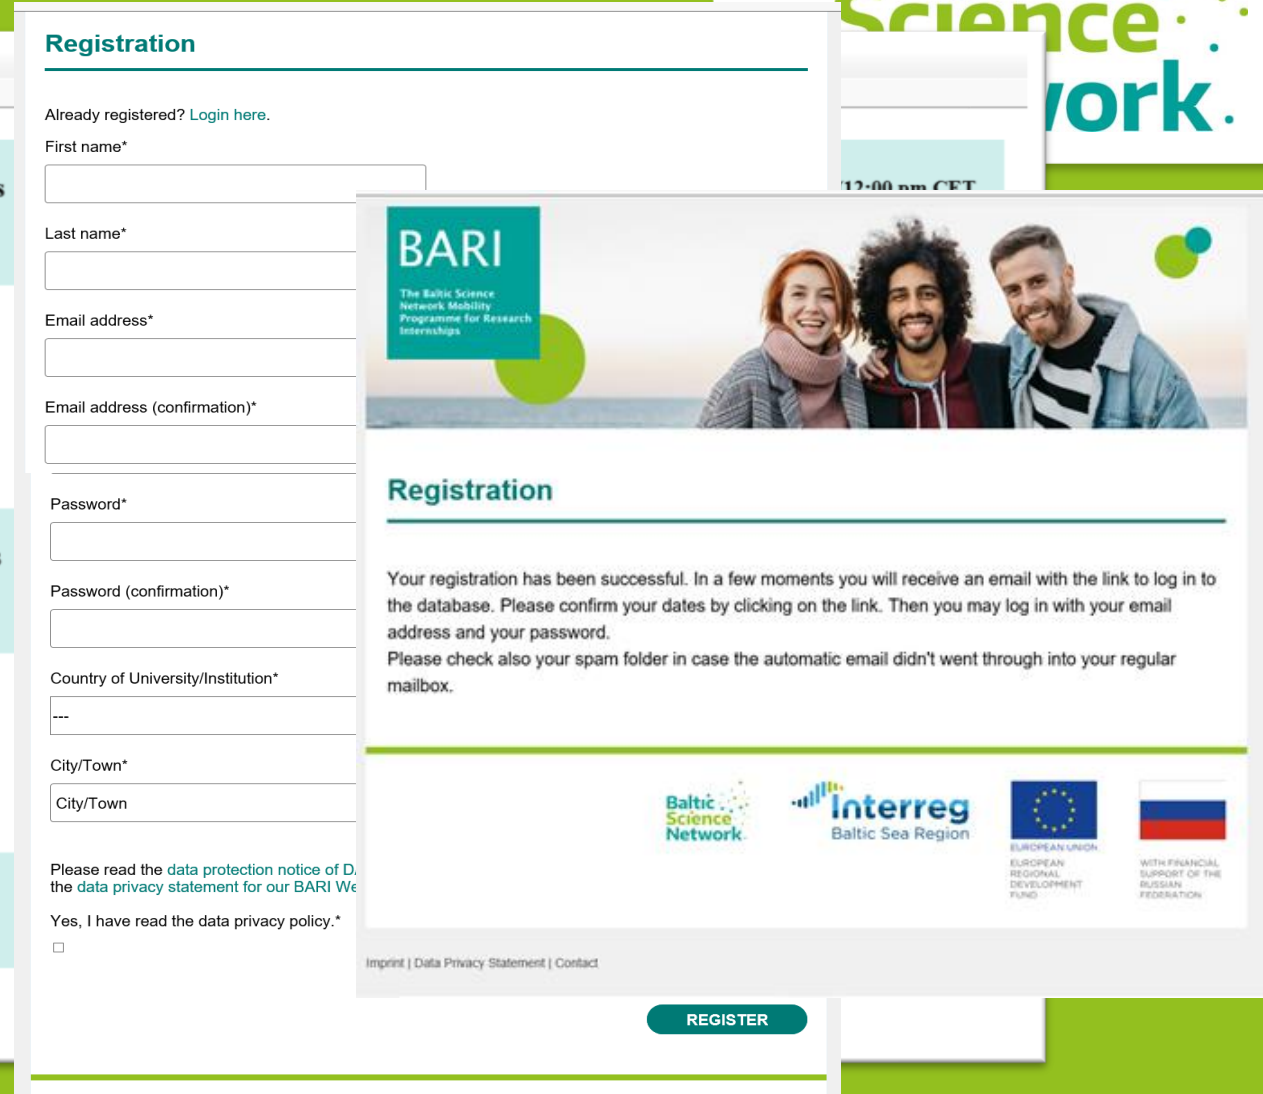 Science
work
12:00 pm CET
Registration
Already registered? Login here.
First name*
Last name*
Email address*
Email address (confirmation)*
Password*
Password (confirmation)*
Country of University/Institution*
---
City/Town*
City/Town
Please read the data protection notice of D
the data privacy statement for our BARI We
Yes, I have read the data privacy policy.*
REGISTER
BARI
The Baltic Science
Network Mobility
Programme for Research
Internships
Registration
Your registration has been successful. In a few moments you will receive an email with the link to log in to
the database. Please confirm your dates by clicking on the link. Then you may log in with your email
address and your password.
Please check also your spam folder in case the automatic email didn't went through into your regular
mailbox.
Baltic
Science
Network
Interreg
Baltic Sea Region
EUROPEAN UNION
EUROPEAN
REGIONAL
DEVELOPMENT
FUND
WITH FINANCIAL
SUPPORT OF THE
RUSSIAN
FEDERATION
Imprint | Data Privacy Statement | Contact